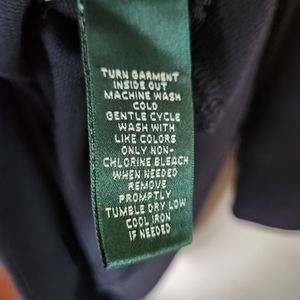 TURN GARMENT
INSIDE OUT
MACHINE WASH
COLD
GENTLE CYCLE
WASH WITH
LIKE COLORS
ONLY NON-
CHLORINE BLEACH
WHEN NEEDED
REMOVE
PROMPTLY
TUMBLE DRY LOW
COOL IRON
IF NEEDED